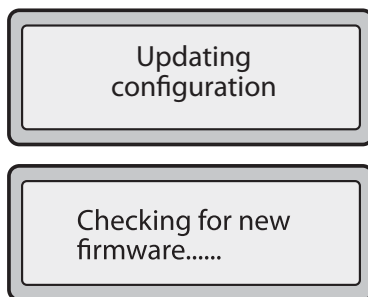 Updating
configuration
Checking for new
firmware......